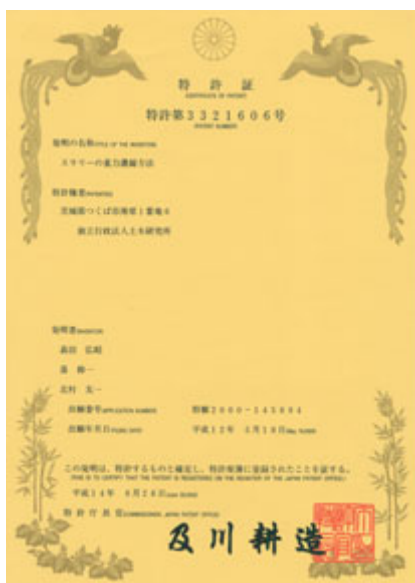 特許証
CERTIFICATE OF PATENT
特許第3321606号
PATENT NUMBER
発明の名称 TITLE OF THE INVENTION
スラリーの重力濃縮方法
特許権者 PATENTEE
茨城県つくば市南原1番地6
独立行政法人土木研究所
発明者 INVENTOR
森田 弘昭
北村 友一
出願番号 APPLICATION NUMBER 特願2000-145694
出願年月日 FILING DATE 平成12年 5月18日
この発明は、特許するものと確定し、特許原簿に登録されたことを証する。
(THIS IS TO CERTIFY THAT THE PATENT IS REGISTERED ON THE REGISTER OF THE JAPAN PATENT OFFICE.)
平成14年 6月28日
特許庁長官 COMMISSIONER, JAPAN PATENT OFFICE
及川耕造